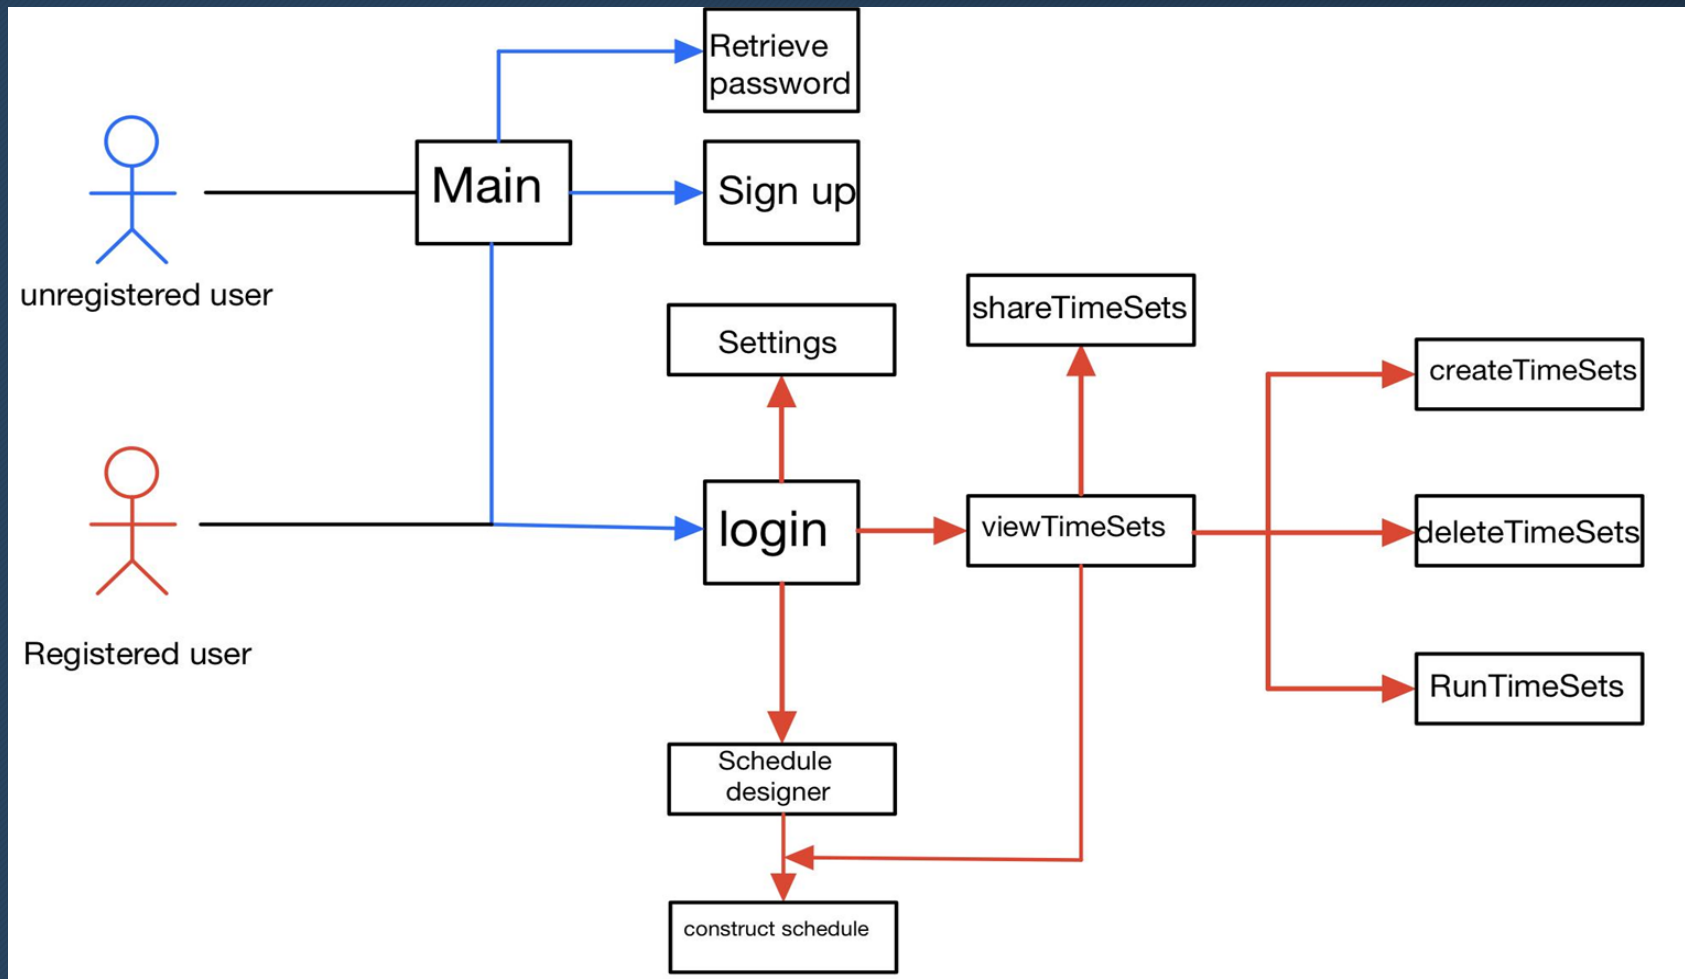 Retrieve
password
Main
Sign up
unregistered user
shareTimeSets
Settings
createTimeSets
login
viewTimeSets
deleteTimeSets
Registered user
RunTimeSets
Schedule
designer
construct schedule